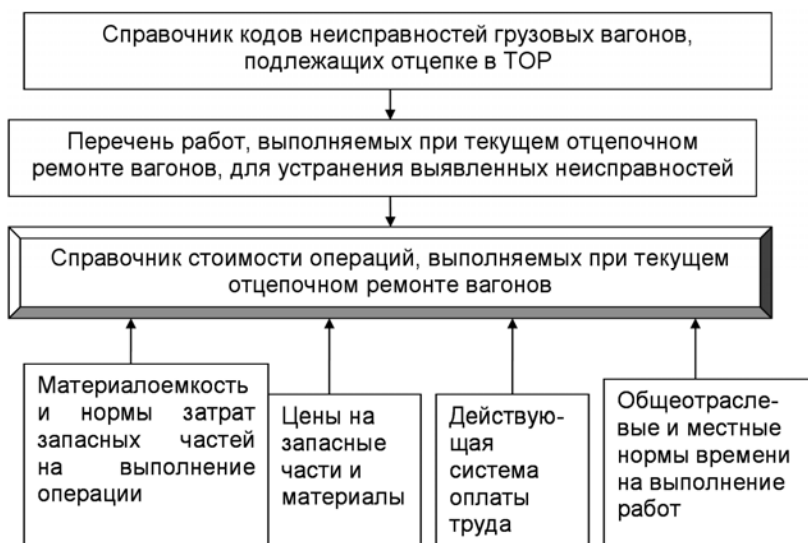 Справочник кодов неисправностей грузовых вагонов,
подлежащих отцепке в ТОР
Перечень работ, выполняемых при текущем отцепочном
ремонте вагонов, для устранения выявленных неисправностей
Справочник стоимости операций, выполняемых при текущем
отцепочном ремонте вагонов
Материалоемкость
и нормы затрат
запасных частей
на выполнение
операции
Цены на
запасные
части и
материалы
Действую-
щая
система
оплаты
труда
Общеотрасле-
вые и местные
нормы времени
на выполнение
работ